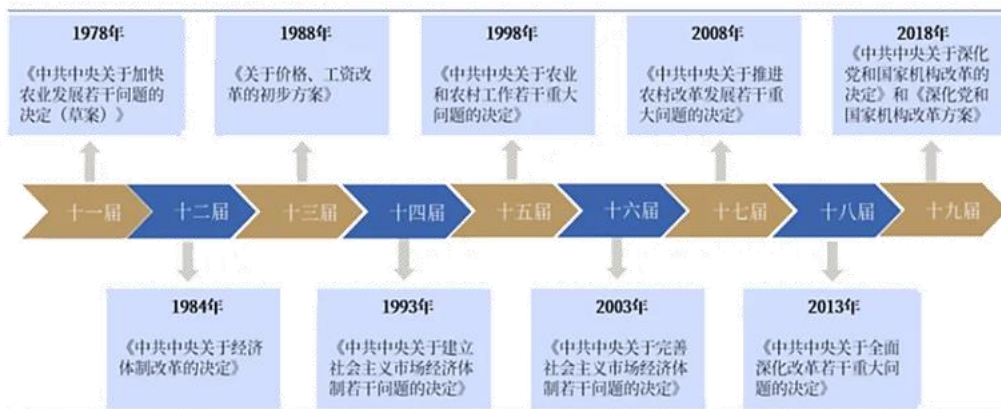 1978年
《中共中央关于加快
农业发展若干问题的
决定（草案）》
1988年
《关于价格、工资改
革的初步方案》
1998年
《中共中央关于农业
和农村工作若干重大
问题的决定》
2008年
《中共中央关于推进
农村改革发展若干重
大问题的决定》
2018年
《中共中央关于深化
党和国家机构改革的
决定》和《深化党和
国家机构改革方案》
十一届
十二届
十三届
十四届
十五届
十六届
十七届
十八届
十九届
1984年
《中共中央关于经济
体制改革的决定》
1993年
《中共中央关于建立
社会主义市场经济体
制若干问题的决定》
2003年
《中共中央关于完善
社会主义市场经济体
制若干问题的决定》
2013年
《中共中央关于全面
深化改革若干重大问
题的决定》